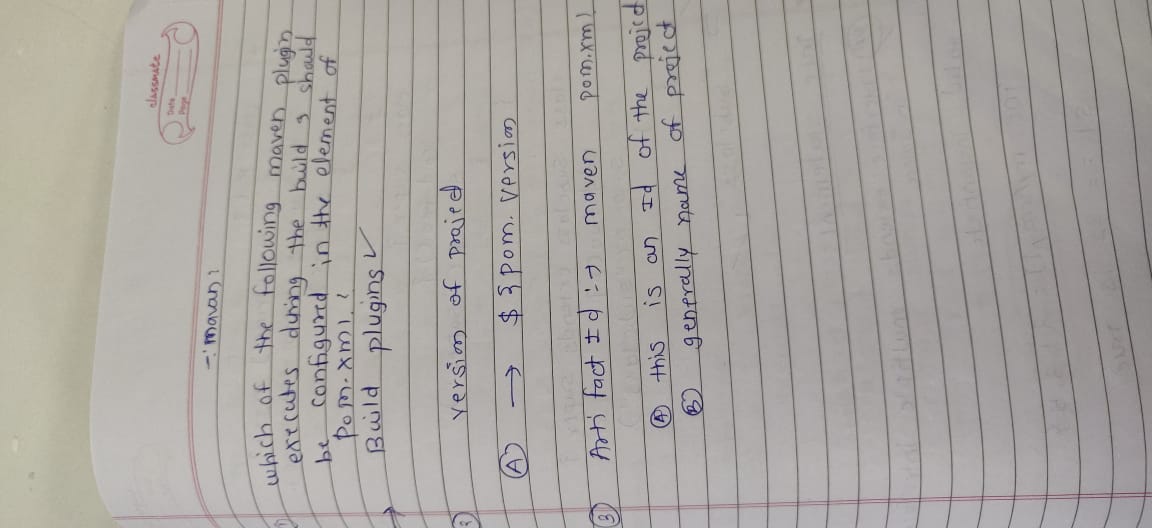 classmate
Date
Page
-: mavan :
1) which of the following maven plugin
executes during the build & should
be configured in the element of
Pom.xml.?
→ Build plugins ✓
2) version of project
(A) → ${pom.version
3) Arti fact Id :→ maven pom.xml
(A) this is an Id of the project
(B) generally name of project